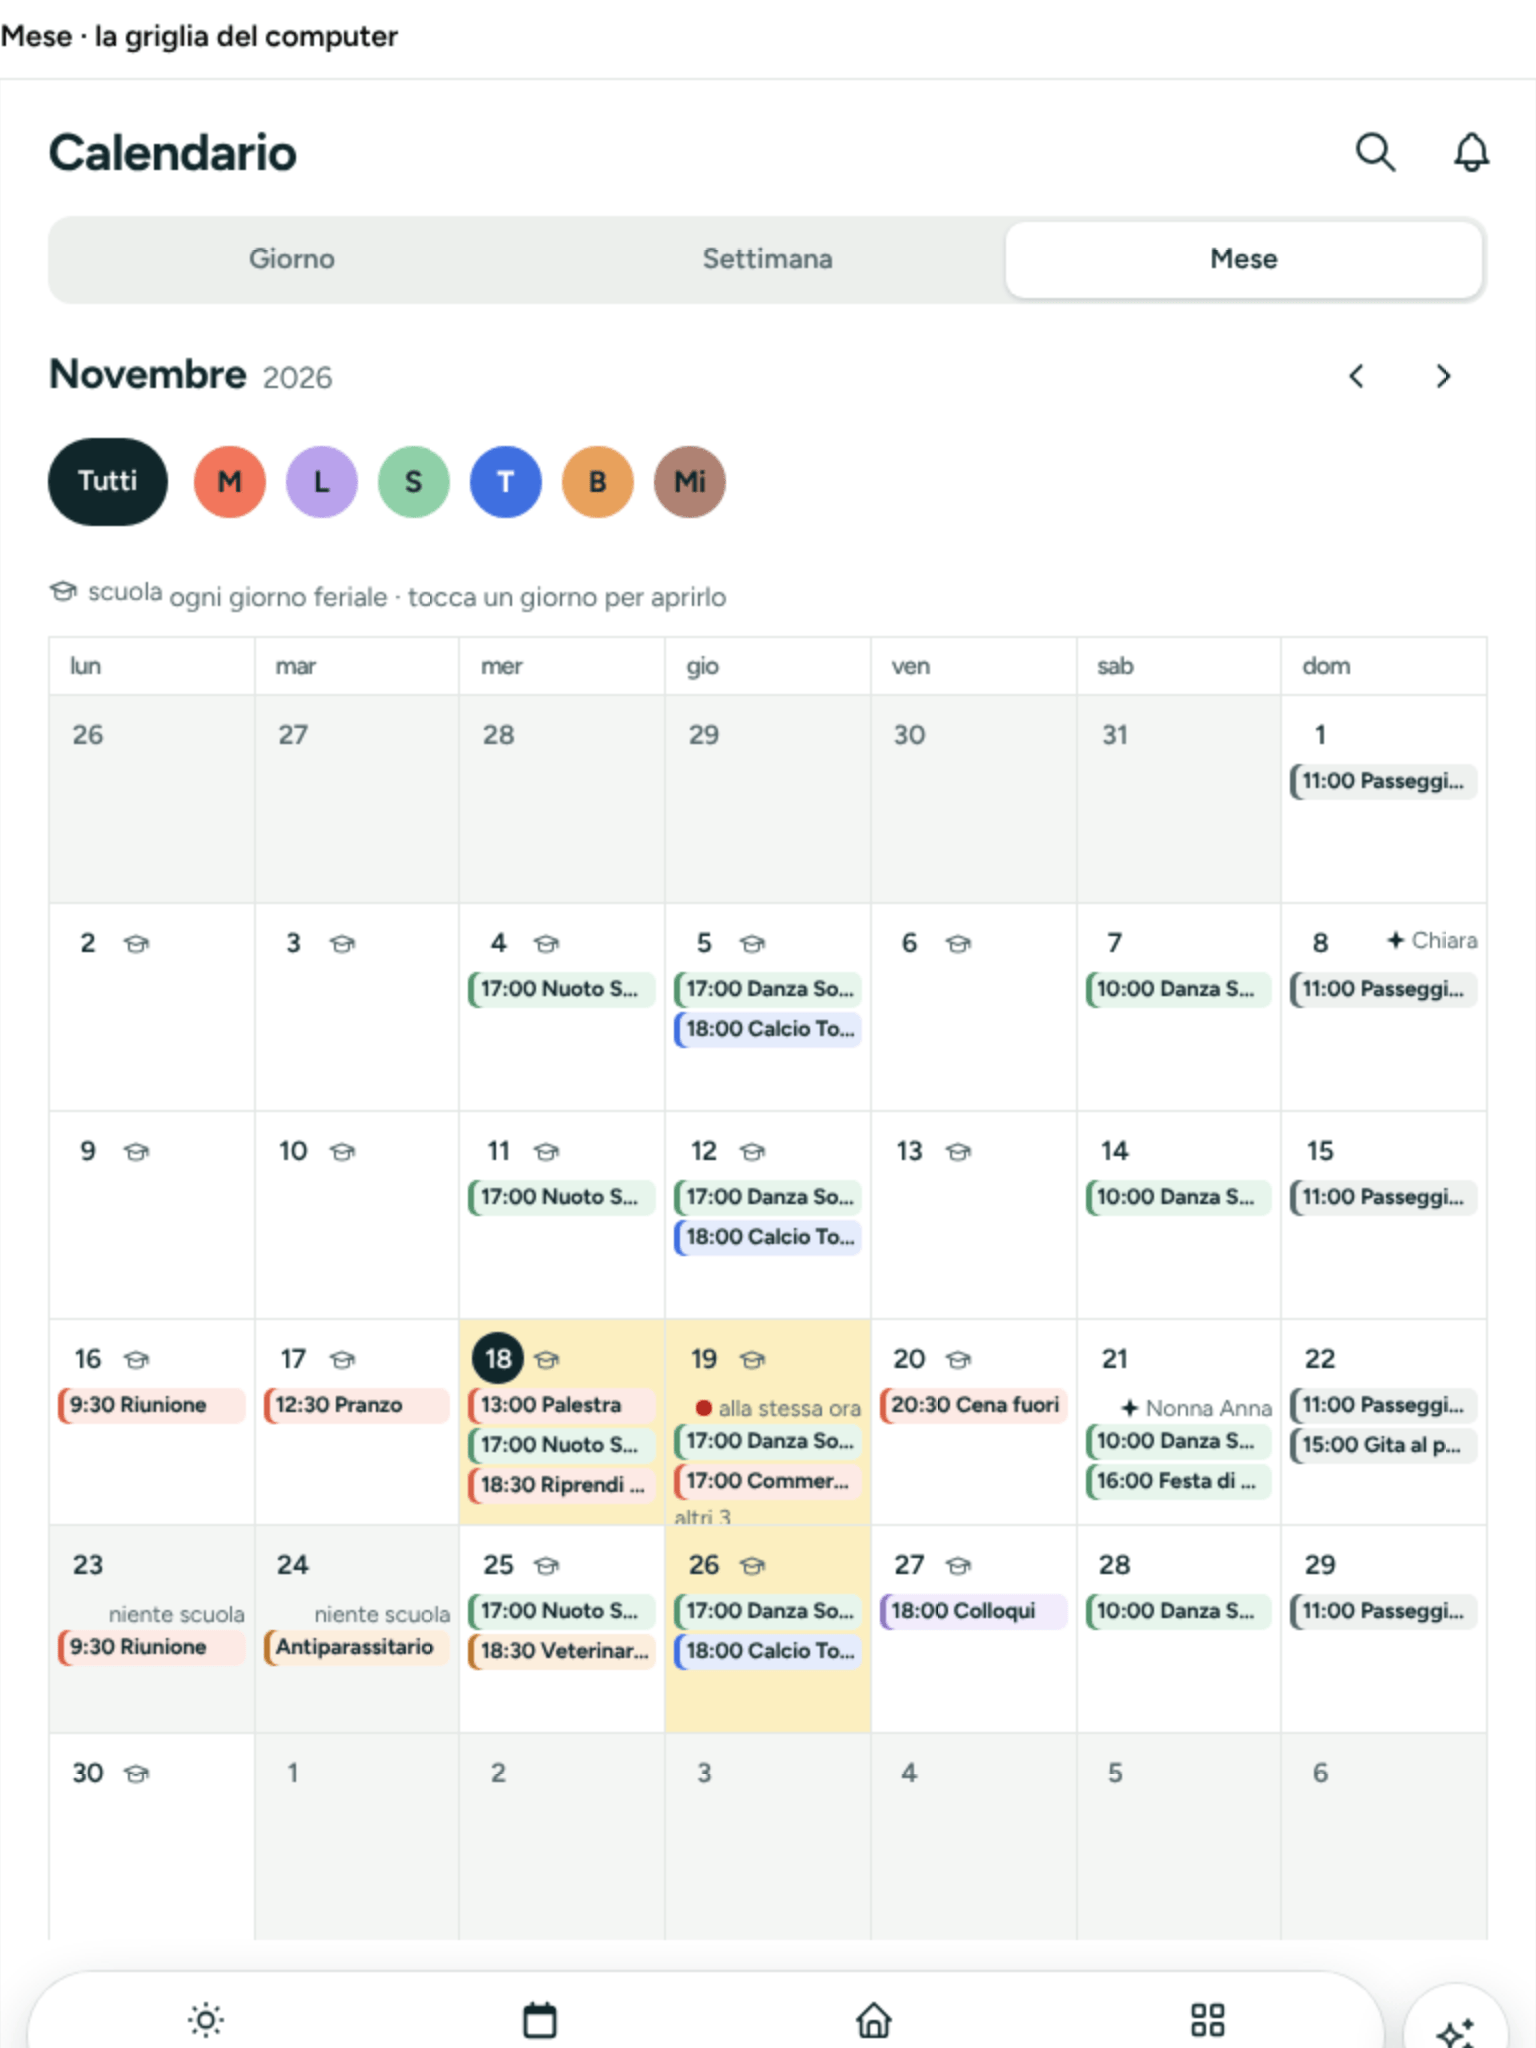 Mese · la griglia del computer
Calendario
Giorno Settimana Mese
Novembre 2026
Tutti M L S T B Mi
scuola ogni giorno feriale · tocca un giorno per aprirlo
lun mar mer gio ven sab dom
26 27 28 29 30 31 1
11:00 Passeggi...
2 3 4 5 6 7 8 Chiara
17:00 Nuoto S... 17:00 Danza So... 10:00 Danza S... 11:00 Passeggi...
18:00 Calcio To...
9 10 11 12 13 14 15
17:00 Nuoto S... 17:00 Danza So... 10:00 Danza S... 11:00 Passeggi...
18:00 Calcio To...
16 17 18 19 20 21 22
9:30 Riunione 12:30 Pranzo 13:00 Palestra alla stessa ora 20:30 Cena fuori Nonna Anna 11:00 Passeggi...
17:00 Nuoto S... 17:00 Danza So... 10:00 Danza S... 15:00 Gita al p...
18:30 Riprendi ... 17:00 Commer... 16:00 Festa di ...
altri 3
23 24 25 26 27 28 29
niente scuola niente scuola 17:00 Nuoto S... 17:00 Danza So... 18:00 Colloqui 10:00 Danza S... 11:00 Passeggi...
9:30 Riunione Antiparassitario 18:30 Veterinar... 18:00 Calcio To...
30 1 2 3 4 5 6